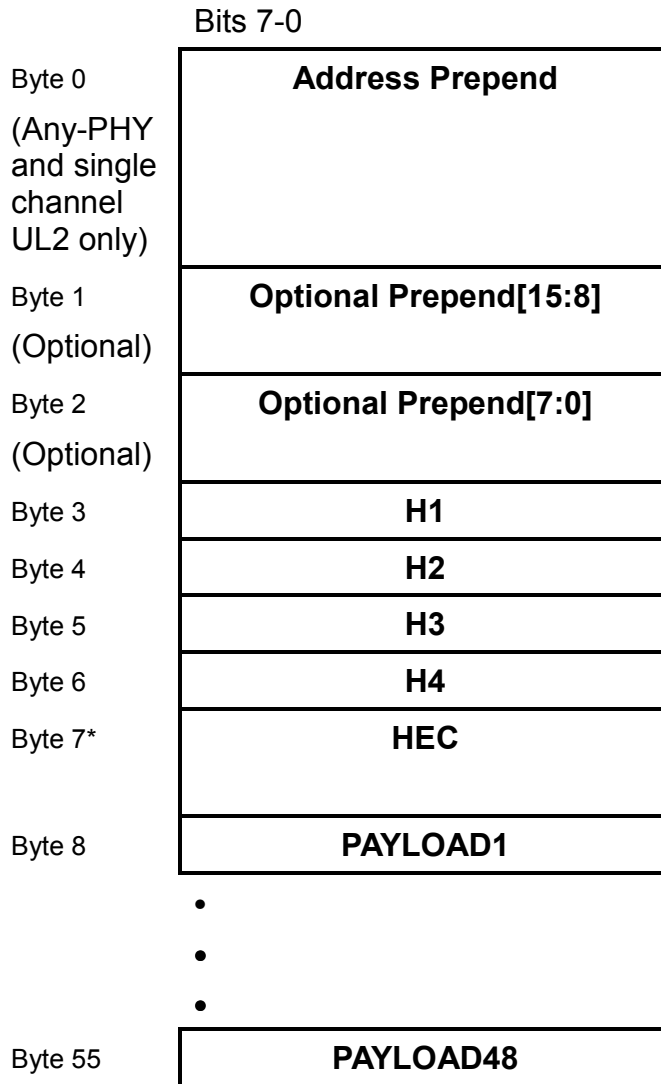 Bits 7-0
Byte 0 Address Prepend
(Any-PHY
and single
channel
UL2 only)
Byte 1 Optional Prepend[15:8]
(Optional)
Byte 2 Optional Prepend[7:0]
(Optional)
Byte 3 H1
Byte 4 H2
Byte 5 H3
Byte 6 H4
Byte 7* HEC
Byte 8 PAYLOAD1
•
•
•
Byte 55 PAYLOAD48